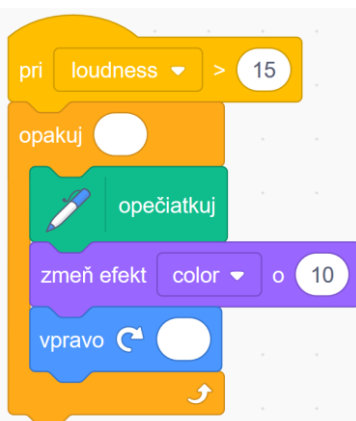 pri loudness > 15
opakuj
opečiatkuj
zmeň efekt color o 10
vpravo